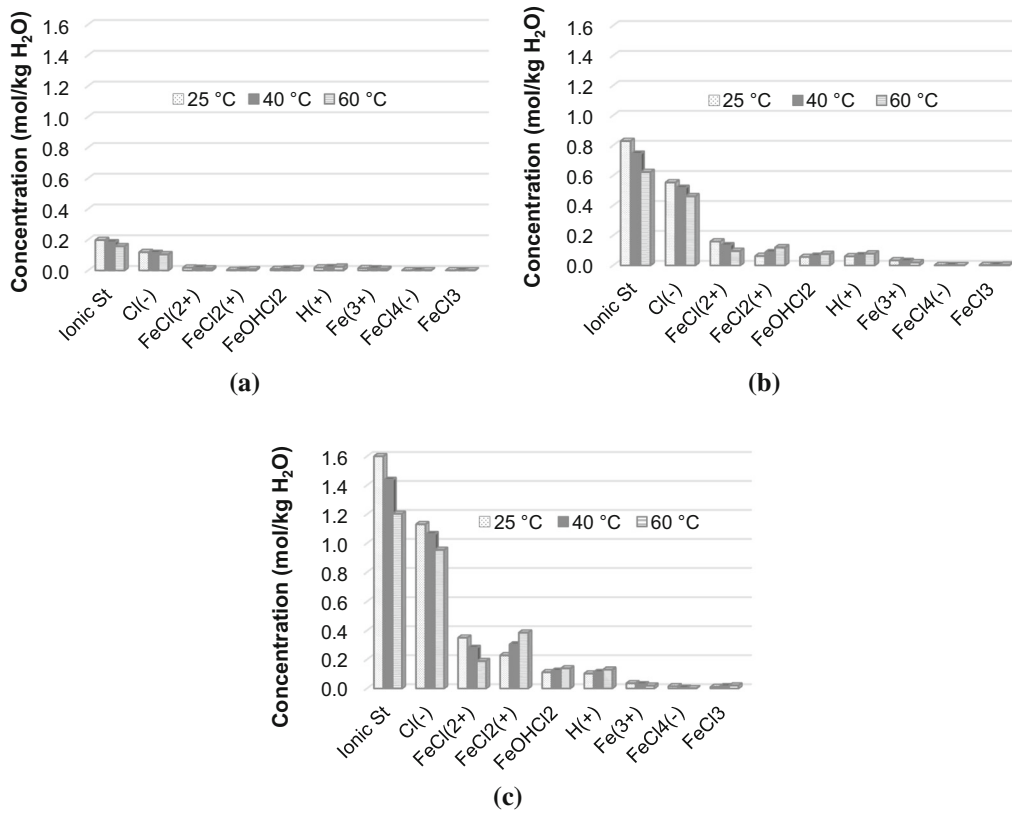 Concentration (mol/kg H₂O)
1.6
1.4
1.2
1.0
0.8
0.6
0.4
0.2
0.0
25 °C 40 °C 60 °C
Ionic St
Cl(-)
FeCl(2+)
FeCl2(+)
FeOHCl2
H(+)
Fe(3+)
FeCl4(-)
FeCl3
(a)
Concentration (mol/kg H₂O)
1.6
1.4
1.2
1.0
0.8
0.6
0.4
0.2
0.0
25 °C 40 °C 60 °C
Ionic St
Cl(-)
FeCl(2+)
FeCl2(+)
FeOHCl2
H(+)
Fe(3+)
FeCl4(-)
FeCl3
(b)
Concentration (mol/kg H₂O)
1.6
1.4
1.2
1.0
0.8
0.6
0.4
0.2
0.0
25 °C 40 °C 60 °C
Ionic St
Cl(-)
FeCl(2+)
FeCl2(+)
FeOHCl2
H(+)
Fe(3+)
FeCl4(-)
FeCl3
(c)